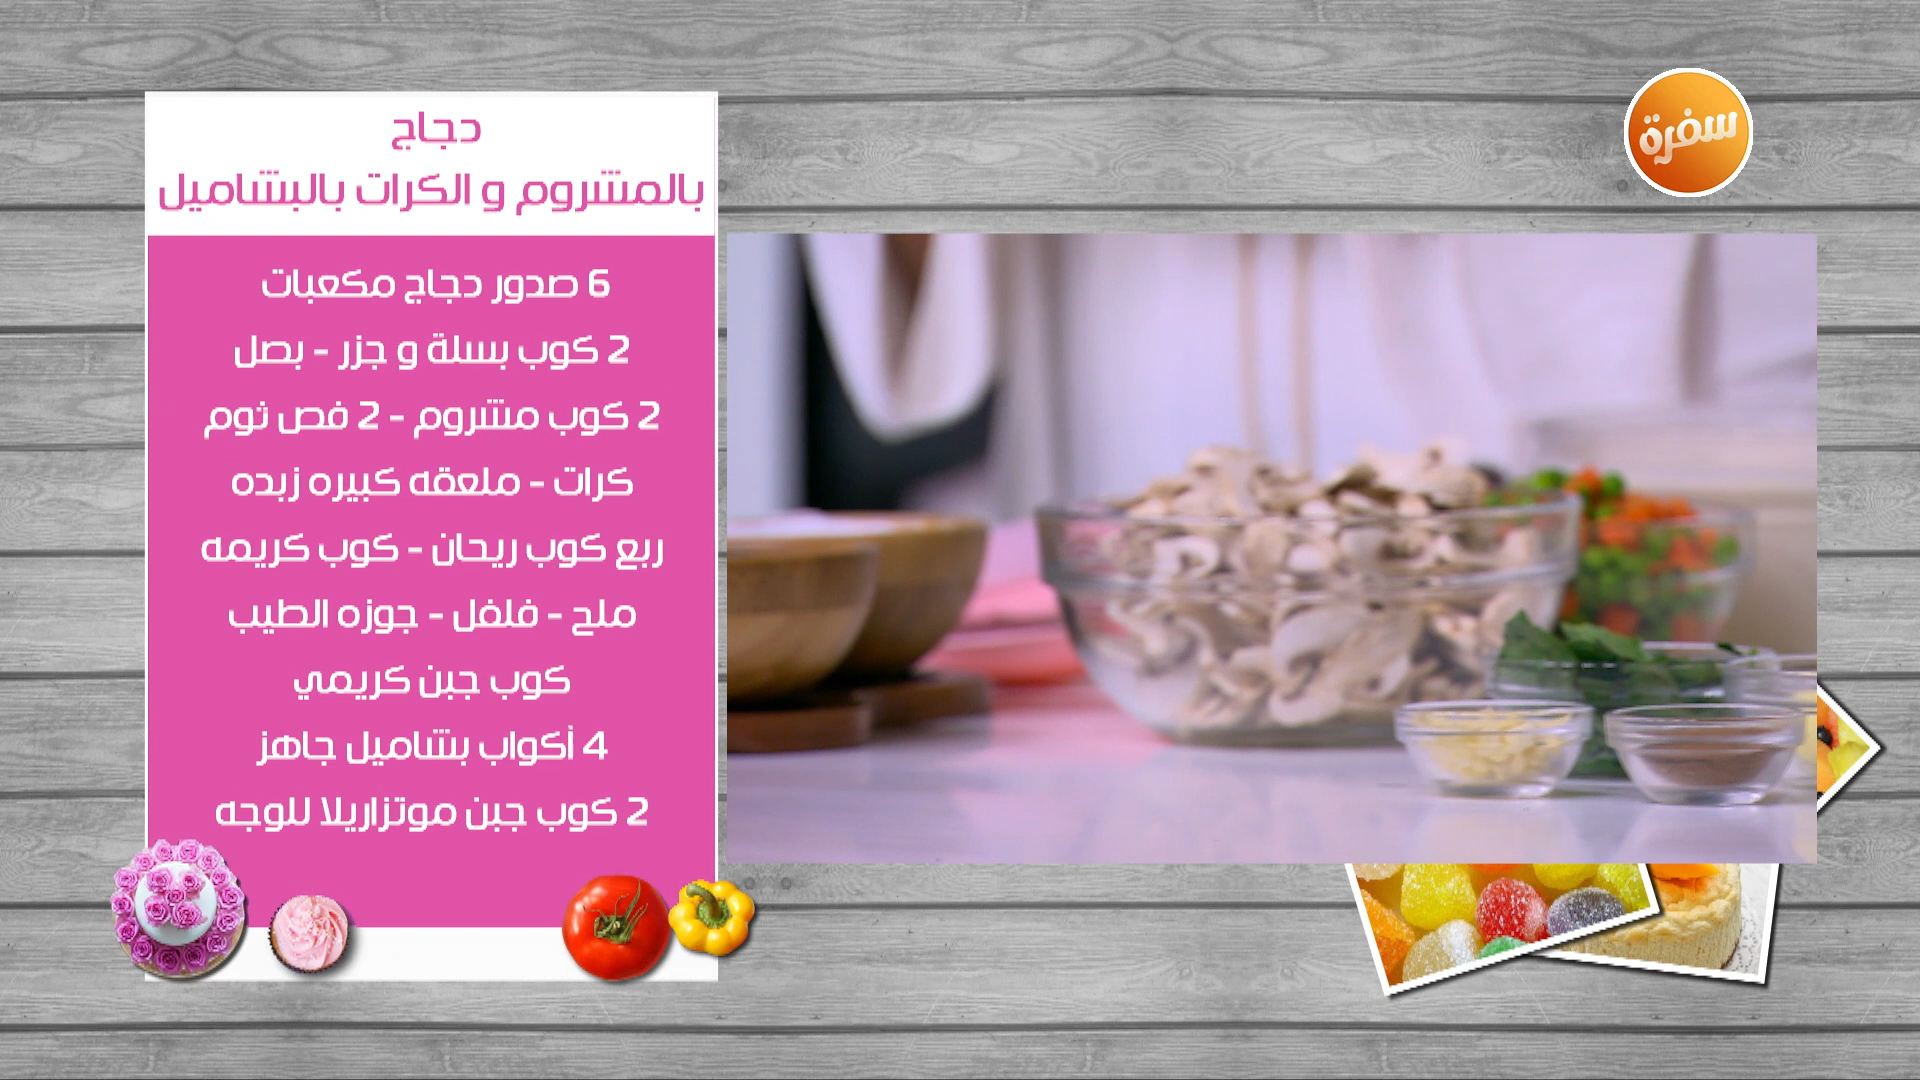 سفرة
دجاج
بالمشروم و الكرات بالبشاميل
6 صدور دجاج مكعبات
2 كوب بسلة و جزر - بصل
2 كوب مشروم - 2 فص ثوم
كرات - ملعقه كبيره زبده
ربع كوب ريحان - كوب كريمه
ملح - فلفل - جوزه الطيب
كوب جبن كريمي
4 أكواب بشاميل جاهز
2 كوب جبن موتزاريلا للوجه